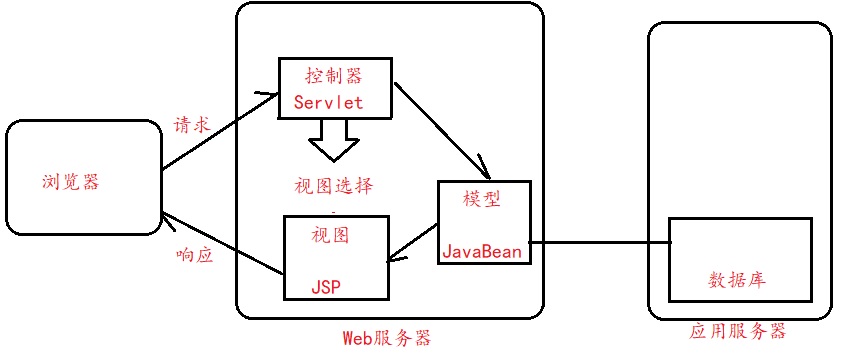 控制器
Servlet
请求
浏览器
视图选择
模型
JavaBean
视图
JSP
响应
数据库
Web服务器
应用服务器